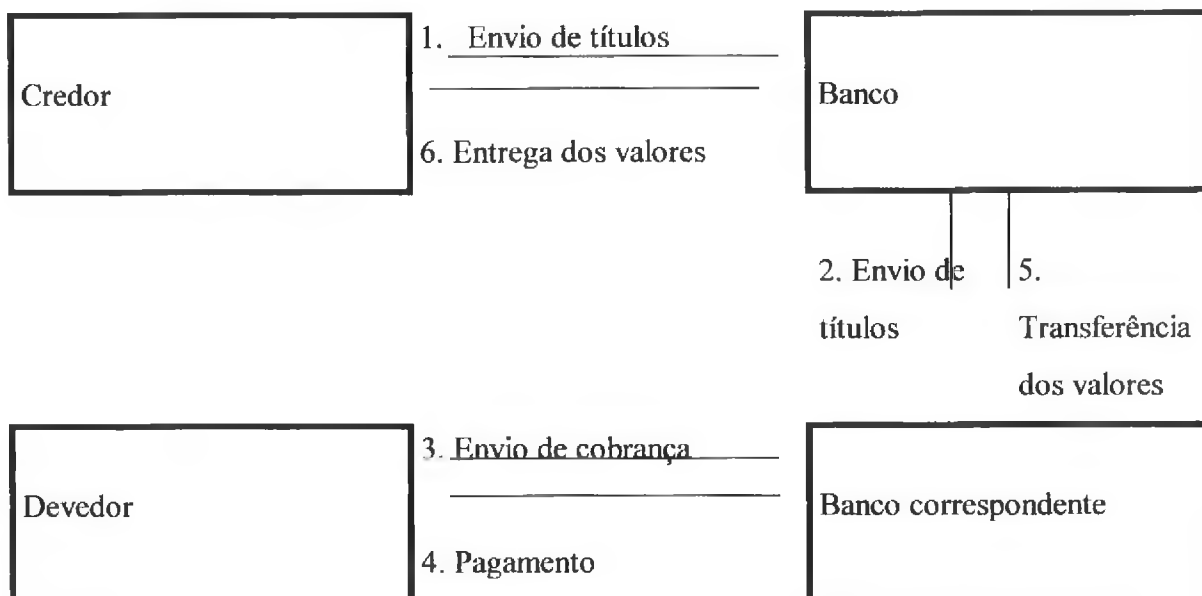 1. Envio de títulos
Credor
Banco
6. Entrega dos valores
2. Envio de
títulos
5.
Transferência
dos valores
3. Envio de cobrança
Devedor
Banco correspondente
4. Pagamento